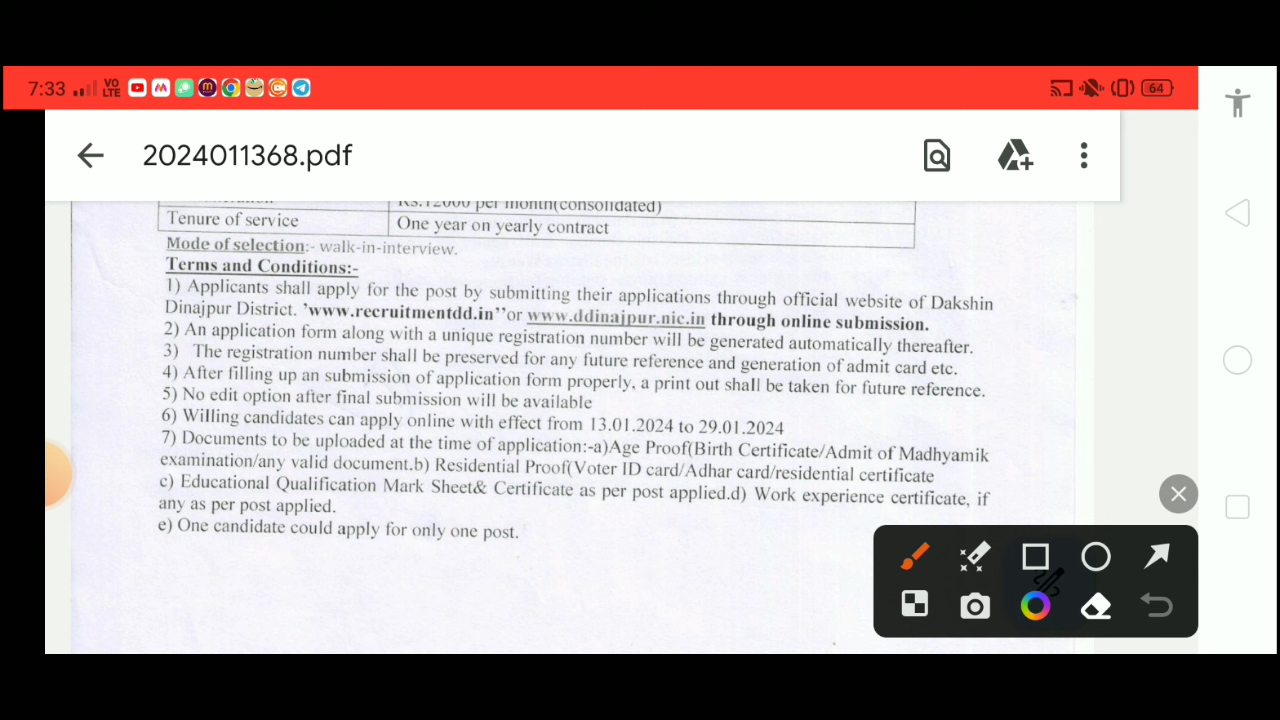 7:33 VO LTE 64
2024011368.pdf
Rs.12000 per month(consolidated)
Tenure of service One year on yearly contract
Mode of selection:- walk-in-interview.
Terms and Conditions:-
1) Applicants shall apply for the post by submitting their applications through official website of Dakshin
Dinajpur District. 'www.recruitmentdd.in''or www.ddinajpur.nic.in through online submission.
2) An application form along with a unique registration number will be generated automatically thereafter.
3) The registration number shall be preserved for any future reference and generation of admit card etc.
4) After filling up an submission of application form properly, a print out shall be taken for future reference.
5) No edit option after final submission will be available
6) Willing candidates can apply online with effect from 13.01.2024 to 29.01.2024
7) Documents to be uploaded at the time of application:-a)Age Proof(Birth Certificate/Admit of Madhyamik
examination/any valid document.b) Residential Proof(Voter ID card/Adhar card/residential certificate
c) Educational Qualification Mark Sheet& Certificate as per post applied.d) Work experience certificate, if
any as per post applied.
e) One candidate could apply for only one post.